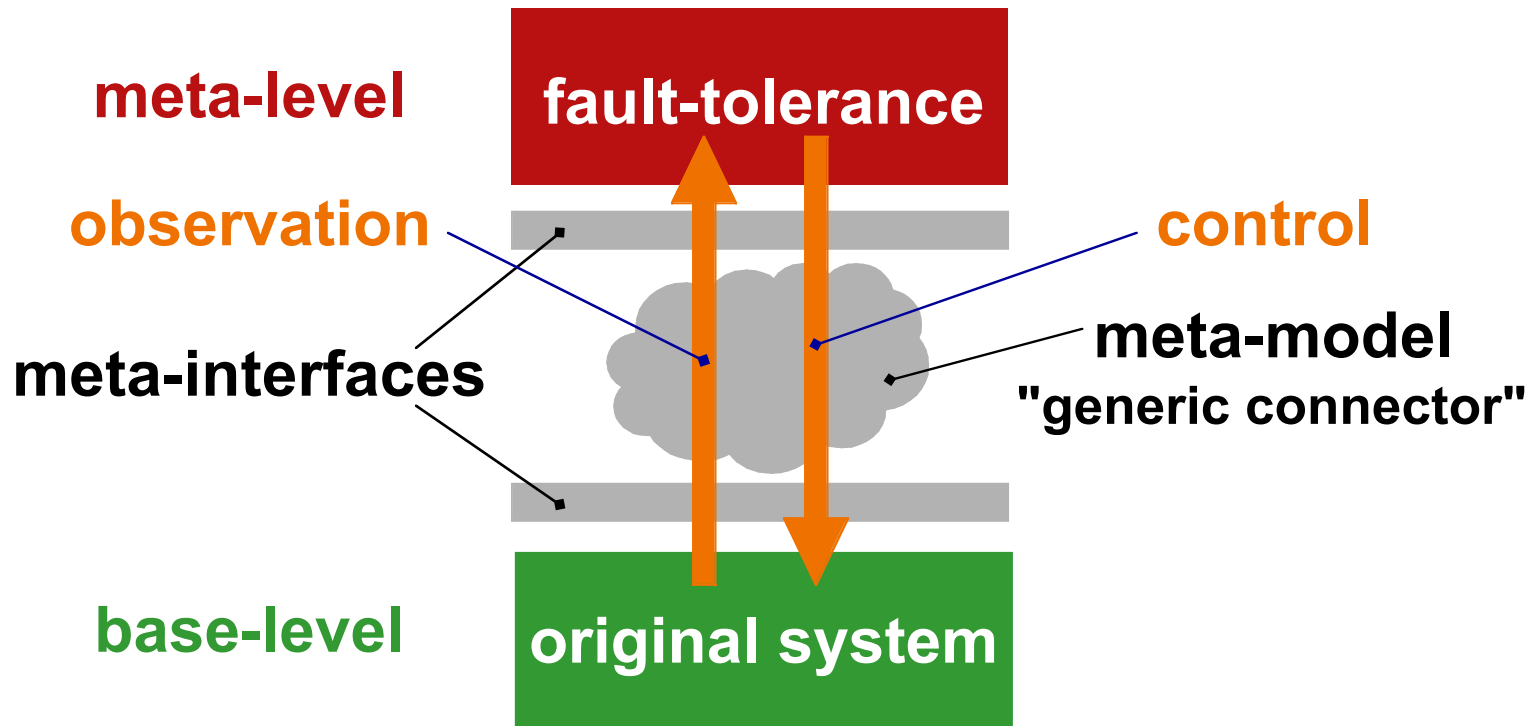 meta-level
fault-tolerance
observation
control
meta-interfaces
meta-model
"generic connector"
base-level
original system